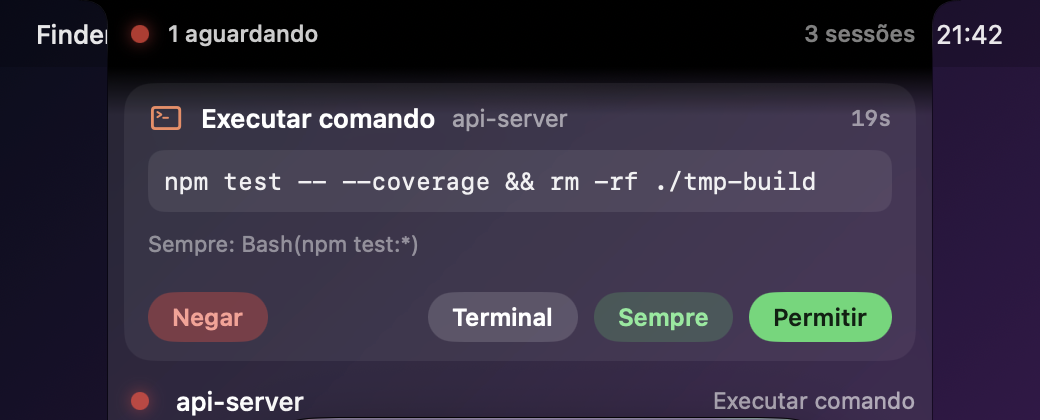 Finder
1 aguardando
3 sessões
21:42
Executar comando api-server
19s
npm test -- --coverage && rm -rf ./tmp-build
Sempre: Bash(npm test:*)
Negar
Terminal
Sempre
Permitir
api-server
Executar comando